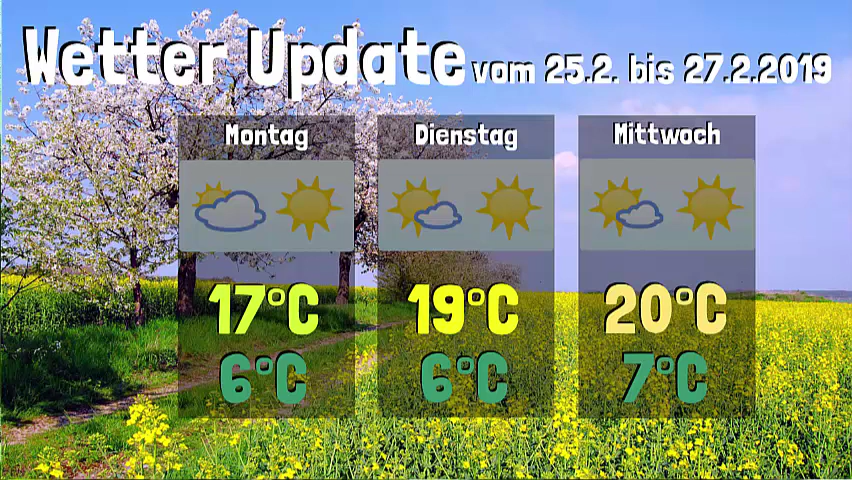 Wetter Update vom 25.2. bis 27.2.2019
Montag Dienstag Mittwoch
17°C 19°C 20°C
6°C 6°C 7°C